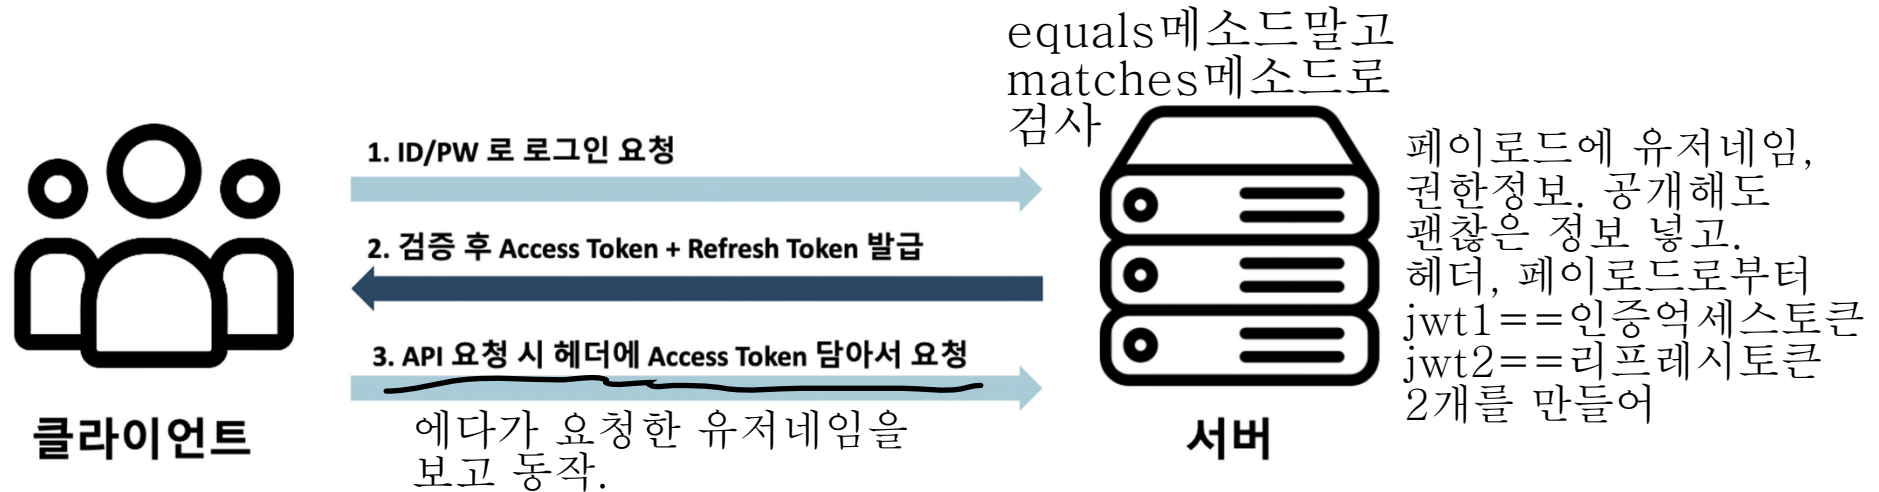 equals메소드말고
matches메소드로
검사
1. ID/PW 로 로그인 요청
2. 검증 후 Access Token + Refresh Token 발급
3. API 요청 시 헤더에 Access Token 담아서 요청
에다가 요청한 유저네임을
보고 동작.
클라이언트
서버
페이로드에 유저네임,
권한정보. 공개해도
괜찮은 정보 넣고.
헤더, 페이로드로부터
jwt1==인증억세스토큰
jwt2==리프레시토큰
2개를 만들어